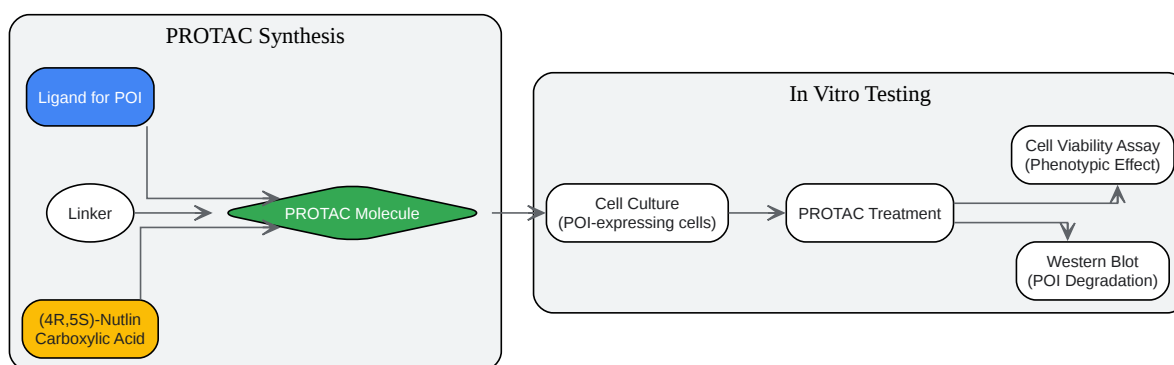 PROTAC Synthesis
Ligand for POI
Linker
PROTAC Molecule
(4R,5S)-Nutlin
Carboxylic Acid
In Vitro Testing
Cell Culture
(POI-expressing cells)
PROTAC Treatment
Cell Viability Assay
(Phenotypic Effect)
Western Blot
(POI Degradation)